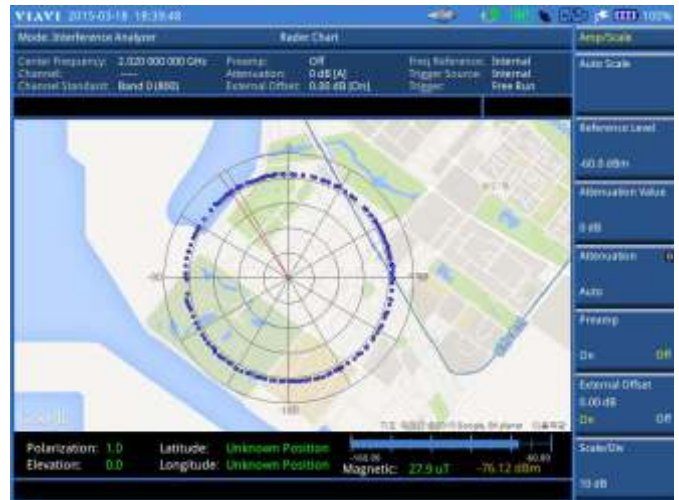 VIAVI 2015-03-18 18:39:48
100%
Mode: Interference Analyzer
Radar Chart
Amp/Scale
Center Frequency: 2.020 000 000 GHz
Preamp: Off
Freq Reference: Internal
Channel: ----
Attenuation: 0 dB [A]
Trigger Source: Internal
Channel Standard: Band 0 (800)
External Offset: 0.00 dB [On]
Trigger: Free Run
Auto Scale
Reference Level
-60.0 dBm
Attenuation Value
0 dB
Attenuation
Auto
Preamp
On Off
External Offset
0.00 dB
On Off
Scale/Div
10 dB
-90
-180
Google
Polarization: 1.0
Latitude: Unknown Position
Elevation: 0.0
Longitude: Unknown Position
Magnetic: 27.9 uT
-76.12 dBm